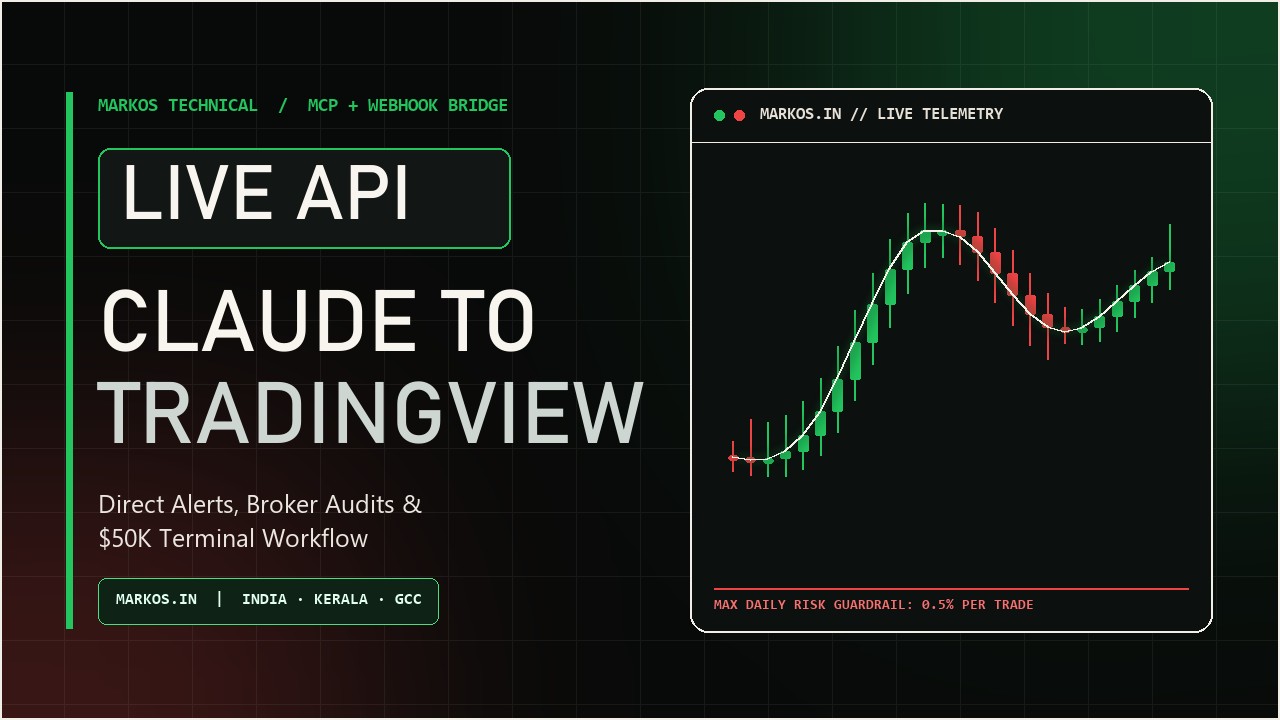 MARKOS TECHNICAL / MCP + WEBHOOK BRIDGE
LIVE API
CLAUDE TO
TRADINGVIEW
Direct Alerts, Broker Audits &
$50K Terminal Workflow
MARKOS.IN | INDIA · KERALA · GCC
MARKOS.IN // LIVE TELEMETRY
MAX DAILY RISK GUARDRAIL: 0.5% PER TRADE